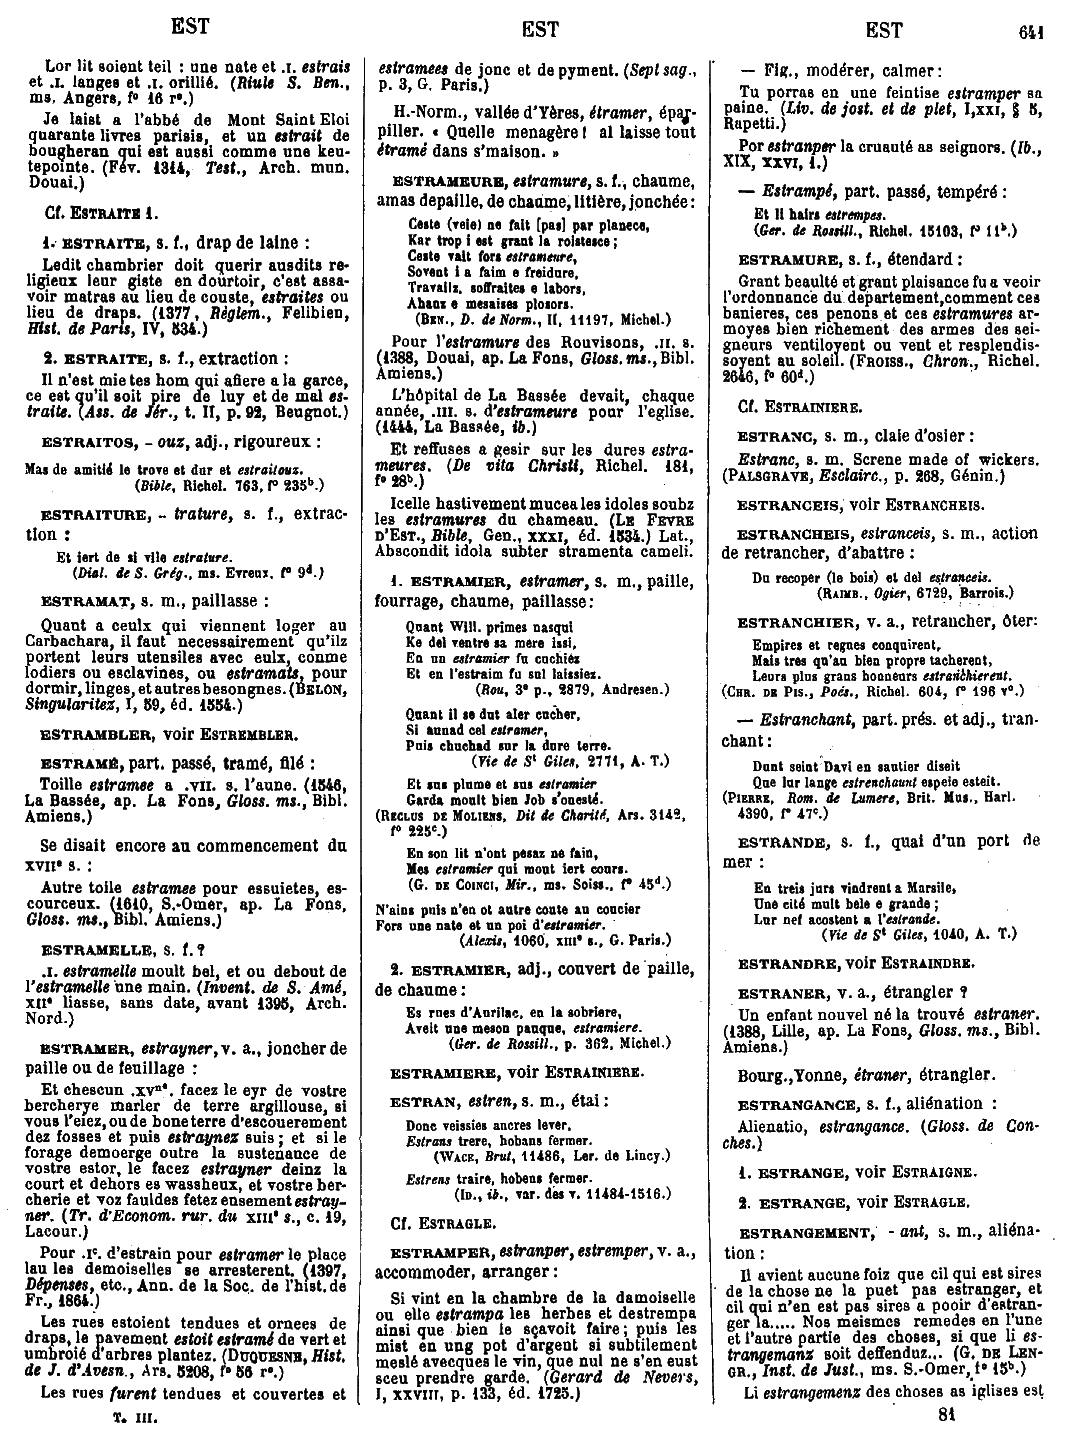 EST
EST
EST
641
Lor lit soient teil : une nate et .I. estrais
et .I. langes et .I. orillié. (Riule S. Ben.,
ms. Angers, f° 16 r°.)
Je laist a l'abbé de Mont Saint Eloi
quarante livres parisis, et un estrait de
bougheran qui est aussi comme une keu-
tepointe. (Fév. 1314, Test., Arch. mun.
Douai.)
Cf. ESTRAITE 1.
1. ESTRAITE, s. f., drap de laine :
Ledit chambrier doit querir ausdits re-
ligieux leur giste en dourtoir, c'est assa-
voir matras au lieu de couste, estraites ou
lieu de draps. (1377, Règlem., Felibien,
Hist. de Paris, IV, 534.)
2. ESTRAITE, s. f., extraction :
Il n'est mie tes hom qui afiere a la garce,
ce est qu'il soit pire de luy et de mal es-
traite. (Ass. de Jér., t. II, p. 92, Beugnot.)
ESTRAITOS, - ouz, adj., rigoureux :
Mas de amitié le trove et dur et estraitouz.
(Bible, Richel. 763, f° 235b.)
ESTRAITURE, - trature, s. f., extrac-
tion :
Et iert de si vile estrature.
(Dial. de S. Grég., ms. Evreux, f° 9d.)
ESTRAMAT, s. m., paillasse :
Quant a ceulx qui viennent loger au
Carbachara, il faut necessairement qu'ilz
portent leurs utensiles avec eulx, conme
lodiers ou esclavines, ou estramats, pour
dormir, linges, et autres besongnes. (BELON,
Singularitez, I, 59, éd. 1554.)
ESTRAMBLER, voir ESTREMBLER.
ESTRAMÉ, part. passé, tramé, filé :
Toille estramee a .VII. s. l'aune. (1546,
La Bassée, ap. La Fons, Gloss. ms., Bibl.
Amiens.)
Se disait encore au commencement du
XVIIe s. :
Autre toile estramee pour essuietes, es-
courceux. (1610, S.-Omer, ap. La Fons,
Gloss. ms., Bibl. Amiens.)
ESTRAMELLE, s. f. ?
.I. estramelle moult bel, et ou debout de
l'estramelle une main. (Invent. de S. Amé,
XIIe liasse, sans date, avant 1395, Arch.
Nord.)
ESTRAMER, estrayner, v. a., joncher de
paille ou de feuillage :
Et chescun .XVne. facez le eyr de vostre
bercherye marler de terre argillouse, si
vous l'eiez, ou de bone terre d'escouerement
dez fosses et puis estraynez suis ; et si le
forage demoerge outre la sustenance de
vostre estor, le facez estrayner deinz la
court et dehors es wassheux, et vostre ber-
cherie et voz fauldes fetez ensement estray-
ner. (Tr. d'Econom. rur. du XIIIe s., c. 19,
Lacour.)
Pour .Ic. d'estrain pour estramer le place
lau les demoiselles se arresterent. (1397,
Dépenses, etc., Ann. de la Soc. de l'hist. de
Fr., 1864.)
Les rues estoient tendues et ornees de
draps, le pavement estoit estramé de vert et
umbroié d'arbres plantez. (DUQUESNE, Hist.
de J. d'Avesn., Ars. 5208, f° 56 r°.)
Les rues furent tendues et couvertes et
T. III.
estramees de jonc et de pyment. (Sept sag.,
p. 3, G. Paris.)
H.-Norm., vallée d'Yères, étramer, épar-
piller. « Quelle menagère ! al laisse tout
étramé dans s'maison. »
ESTRAMEURE, estramure, s. f., chaume,
amas de paille, de chaume, litière, jonchée :
Ceste (veie) ne fait [pas] par planece,
Kar trop i est grant la roistesce ;
Ceste vait fors estrameure,
Sovent i a faim e freidure,
Travailz, soffraites e labors,
Ahanz e mesaises plosors.
(BEN., D. de Norm., II, 11197, Michel.)
Pour l'estramure des Rouvisons, .II. s.
(1388, Douai, ap. La Fons, Gloss. ms., Bibl.
Amiens.)
L'hôpital de La Bassée devait, chaque
année, .III. s. d'estrameure pour l'eglise.
(1444, La Bassée, ib.)
Et reffuses a gesir sur les dures estra-
meures. (De vita Christi, Richel. 181,
f° 28b.)
Icelle hastivement mucea les idoles soubz
les estramures du chameau. (LE FEVRE
D'EST., Bible, Gen., XXXI, éd. 1534.) Lat.,
Abscondit idola subter stramenta cameli.
1. ESTRAMIER, estramer, s. m., paille,
fourrage, chaume, paillasse :
Quant Will. primes nasqui
Ke del ventre sa mere issi,
En un estramier fu cuchiez
Et en l'estraim fu sul laissiez.
(Rou, 3e p., 2879, Andresen.)
Quant il se dut aler cucher,
Si aunad cel estramer,
Puis chuchad sur la dure terre.
(Vie de St Giles, 2771, A. T.)
Et sus plume et sus estramier
Garda moult bien Job s'onesté.
(RECLUS DE MOLIENS, Dit de Charité, Ars. 3142,
f° 225c.)
En son lit n'ont pesaz ne fain,
Mes estramier qui mout iert cours.
(G. DE COINCI, Mir., ms. Soiss., f° 45d.)
N'ains puis n'en ot autre coute au coucier
Fors une nate et un poi d'estramier.
(Alexis, 1060, XIIIe s., G. Paris.)
2. ESTRAMIER, adj., couvert de paille,
de chaume :
Es rues d'Aurilac, en la sobriere,
Aveit une meson pauque, estramiere.
(Ger. de Rossill., p. 362, Michel.)
ESTRAMIERE, voir ESTRAINIERE.
ESTRAN, estren, s. m., étai :
Donc veissies ancres lever,
Estrans trere, hobans fermer.
(WACE, Brut, 11486, Ler. de Lincy.)
Estrens traire, hobens fermer.
(ID., ib., var. des v. 11484-1516.)
Cf. ESTRAGLE.
ESTRAMPER, estranper, estremper, v. a.,
accommoder, arranger :
Si vint en la chambre de la damoiselle
ou elle estrampa les herbes et destrempa
ainsi que bien le sçavoit faire ; puis les
mist en ung pot d'argent si subtilement
meslé avecques le vin, que nul ne s'en eust
sceu prendre garde. (Gerard de Nevers,
I, XXVIII, p. 133, éd. 1725.)
— Fig., modérer, calmer :
Tu porras en une feintise estramper sa
paine. (Liv. de jost. et de plet, I, XXI, § 5,
Rapetti.)
Por estranper la cruauté as seignors. (Ib.,
XIX, XXVI, 1.)
— Estrampé, part. passé, tempéré :
Et li hairs estrempes.
(Ger. de Rossill., Richel. 15103, f° 11b.)
ESTRAMURE, s. f., étendard :
Grant beaulté et grant plaisance fu a veoir
l'ordonnance du departement, comment ces
banieres, ces penons et ces estramures ar-
moyes bien richement des armes des sei-
gneurs ventiloyent ou vent et resplendis-
soyent au soleil. (FROISS., Chron., Richel.
2646, f° 60d.)
Cf. ESTRAINIERE.
ESTRANC, s. m., claie d'osier :
Estranc, s. m. Screne made of wickers.
(PALSGRAVE, Esclairc., p. 268, Génin.)
ESTRANCEIS, voir ESTRANCHEIS.
ESTRANCHEIS, estranceis, s. m., action
de retrancher, d'abattre :
Du recoper (le bois) et del estranceis.
(RAIMB., Ogier, 6729, Barrois.)
ESTRANCHIER, v. a., retrancher, ôter :
Empires et regnes conquirent,
Mais tres qu'an bien propre tacherent,
Leurs plus grans honneurs estranchierent.
(CHR. DE PIS., Poés., Richel. 604, f° 196 v°.)
— Estranchant, part. prés. et adj., tran-
chant :
Dunt seint Davi en sautier diseit
Que lur lange estrenchaunt espeie esteit.
(PIERRE, Rom. de Lumere, Brit. Mus., Harl.
4390, f° 47c.)
ESTRANDE, s. f., quai d'un port de
mer :
En treis jurs vindrent a Marsile,
Une cité mult bele e grande ;
Lur nef acostent a l'estrande.
(Vie de St Giles, 1040, A. T.)
ESTRANDRE, voir ESTRAINDRE.
ESTRANER, v. a., étrangler ?
Un enfant nouvel né la trouvé estraner.
(1388, Lille, ap. La Fons, Gloss. ms., Bibl.
Amiens.)
Bourg., Yonne, étraner, étrangler.
ESTRANGANCE, s. f., aliénation :
Alienatio, estrangance. (Gloss. de Con-
ches.)
1. ESTRANGE, voir ESTRAIGNE.
2. ESTRANGE, voir ESTRAGLE.
ESTRANGEMENT, - ant, s. m., aliéna-
tion :
Il avient aucune foiz que cil qui est sires
de la chose ne la puet pas estranger, et
cil qui n'en est pas sires a pooir d'estran-
ger la..... Nos meismes remedes en l'une
et l'autre partie des choses, si que li es-
trangemanz soit deffenduz... (G. DE LEN-
GR., Inst. de Just., ms. S.-Omer, f° 15b.)
Li estrangemenz des choses as iglises est
81